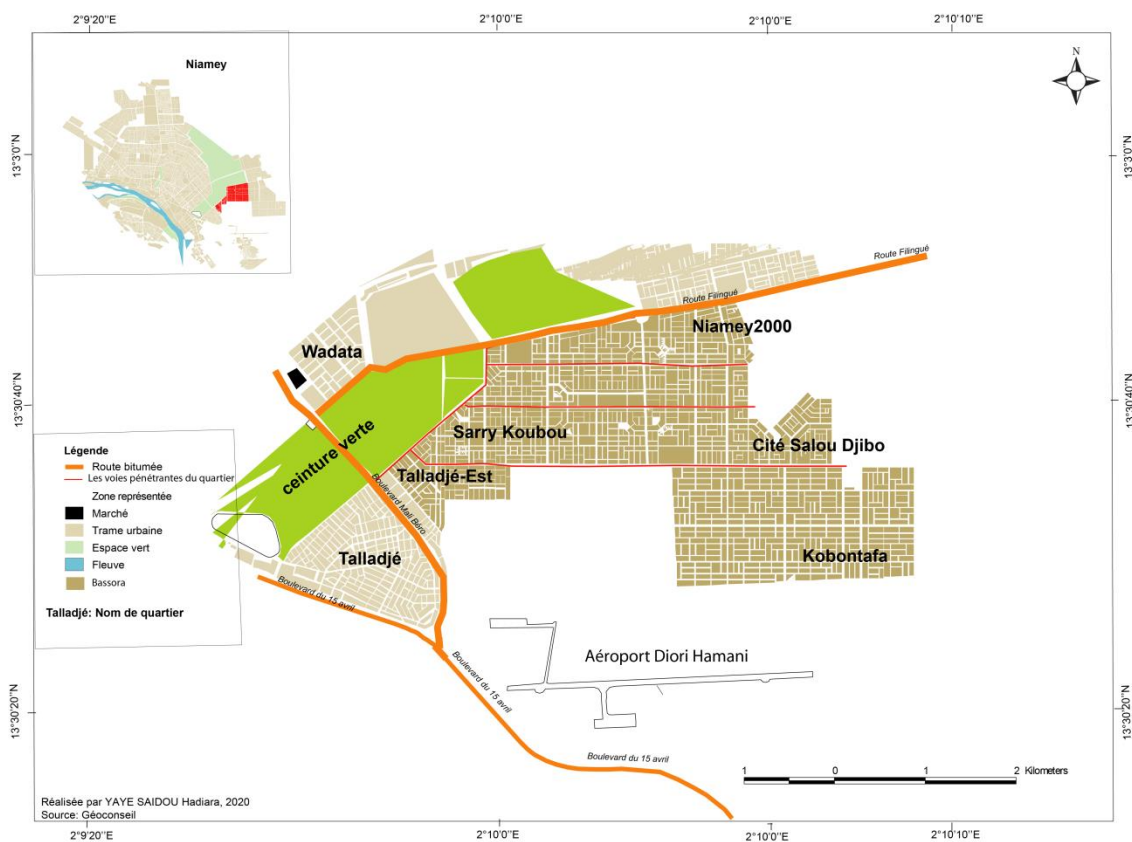 2°9'20''E
2°10'0''E
2°10'0''E
2°10'10''E
Niamey
N
13°3'0''N
13°3'0''N
Route Filingué
Route Filingué
Niamey2000
Wadata
13°30'40''N
13°30'40''N
Sarry Koubou
Cité Salou Djibo
ceinture verte
Talladjé-Est
Boulevard Mali Béro
Talladjé
Kobontafa
Légende
Route bitumée
Les voies pénétrantes du quartier
Zone représentée
Marché
Trame urbaine
Espace vert
Fleuve
Bassora
Talladjé: Nom de quartier
Boulevard du 15 avril
Boulevard du 15 avril
Aéroport Diori Hamani
13°30'20''N
13°30'20''N
Boulevard du 15 avril
1 0 1 2 Kilometers
Réalisée par YAYE SAIDOU Hadiara, 2020
Source: Géoconseil
2°9'20''E
2°10'0''E
2°10'0''E
2°10'10''E